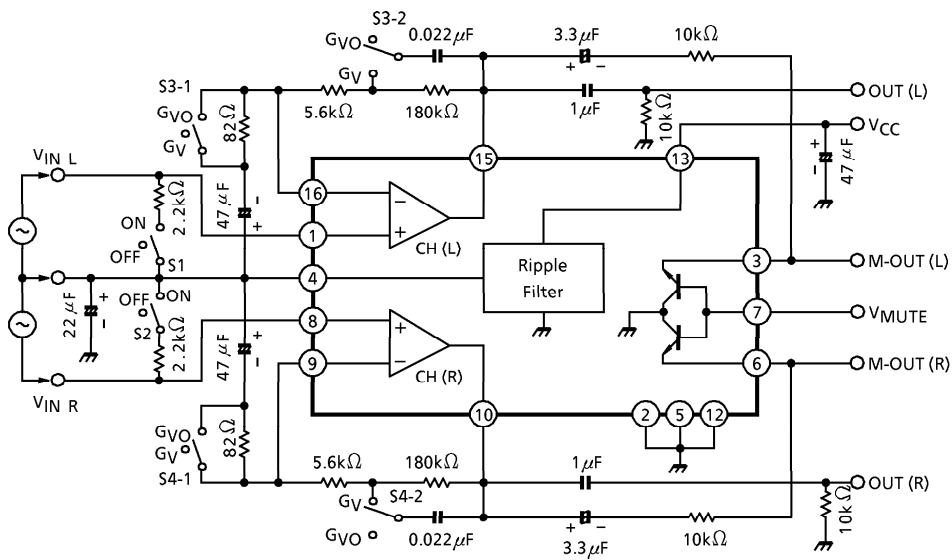 S3-2
GVO
0.022μF
3.3μF
10kΩ
+
−
S3-1
GV
GVO
GV
82Ω
5.6kΩ
180kΩ
1μF
10kΩ
OUT (L)
VCC
+
−
47μF
VIN L
15
13
2.2kΩ
47μF
−
+
16
−
+
CH (L)
1
ON
OFF
S1
4
Ripple
Filter
3
M-OUT (L)
22μF
+
−
OFF
ON
S2
2.2kΩ
47μF
+
−
8
+
−
CH (R)
9
7
VMUTE
6
M-OUT (R)
VIN R
10
2
5
12
GVO
GV
82Ω
S4-1
5.6kΩ
180kΩ
1μF
OUT (R)
GV
S4-2
GVO
0.022μF
+
−
3.3μF
10kΩ
10kΩ